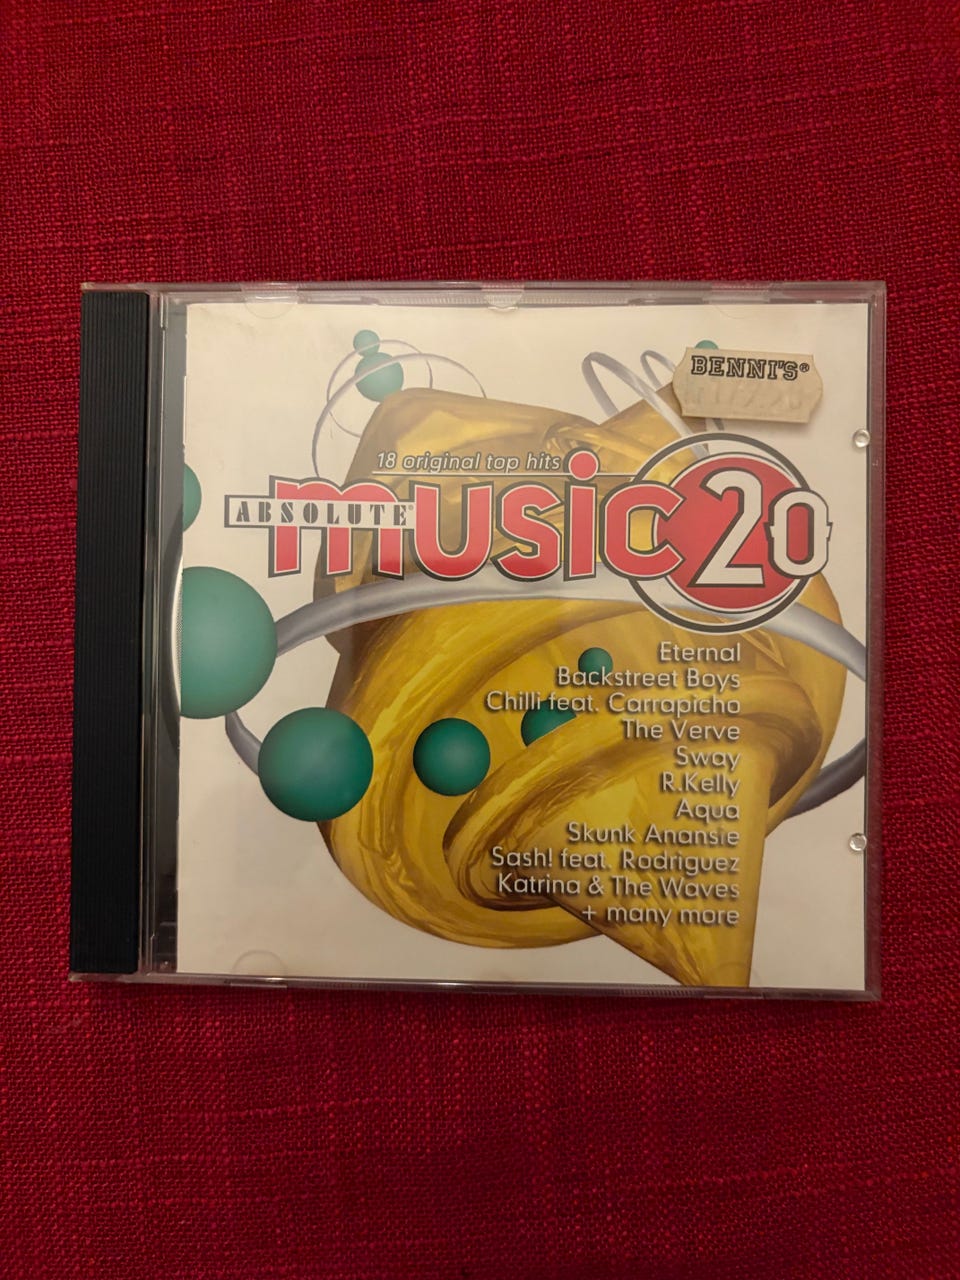 BENNI'S®
18 original top hits
ABSOLUTE®
music 20
Eternal
Backstreet Boys
Chilli feat. Carrapicho
The Verve
Sway
R.Kelly
Aqua
Skunk Anansie
Sash! feat. Rodriguez
Katrina & The Waves
+ many more